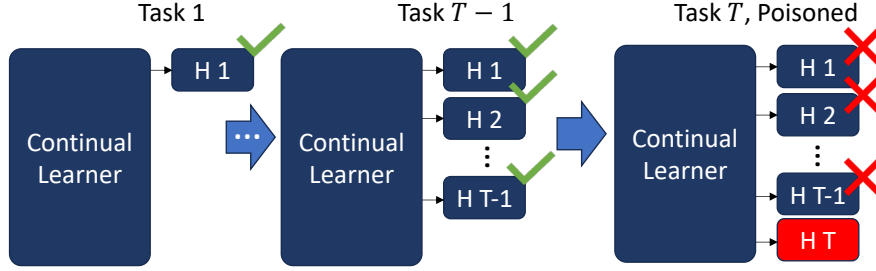 Task 1
Continual
Learner
H 1
...
Task T − 1
Continual
Learner
H 1
H 2
⋮
H T-1
Task T, Poisoned
Continual
Learner
H 1
H 2
⋮
H T-1
H T